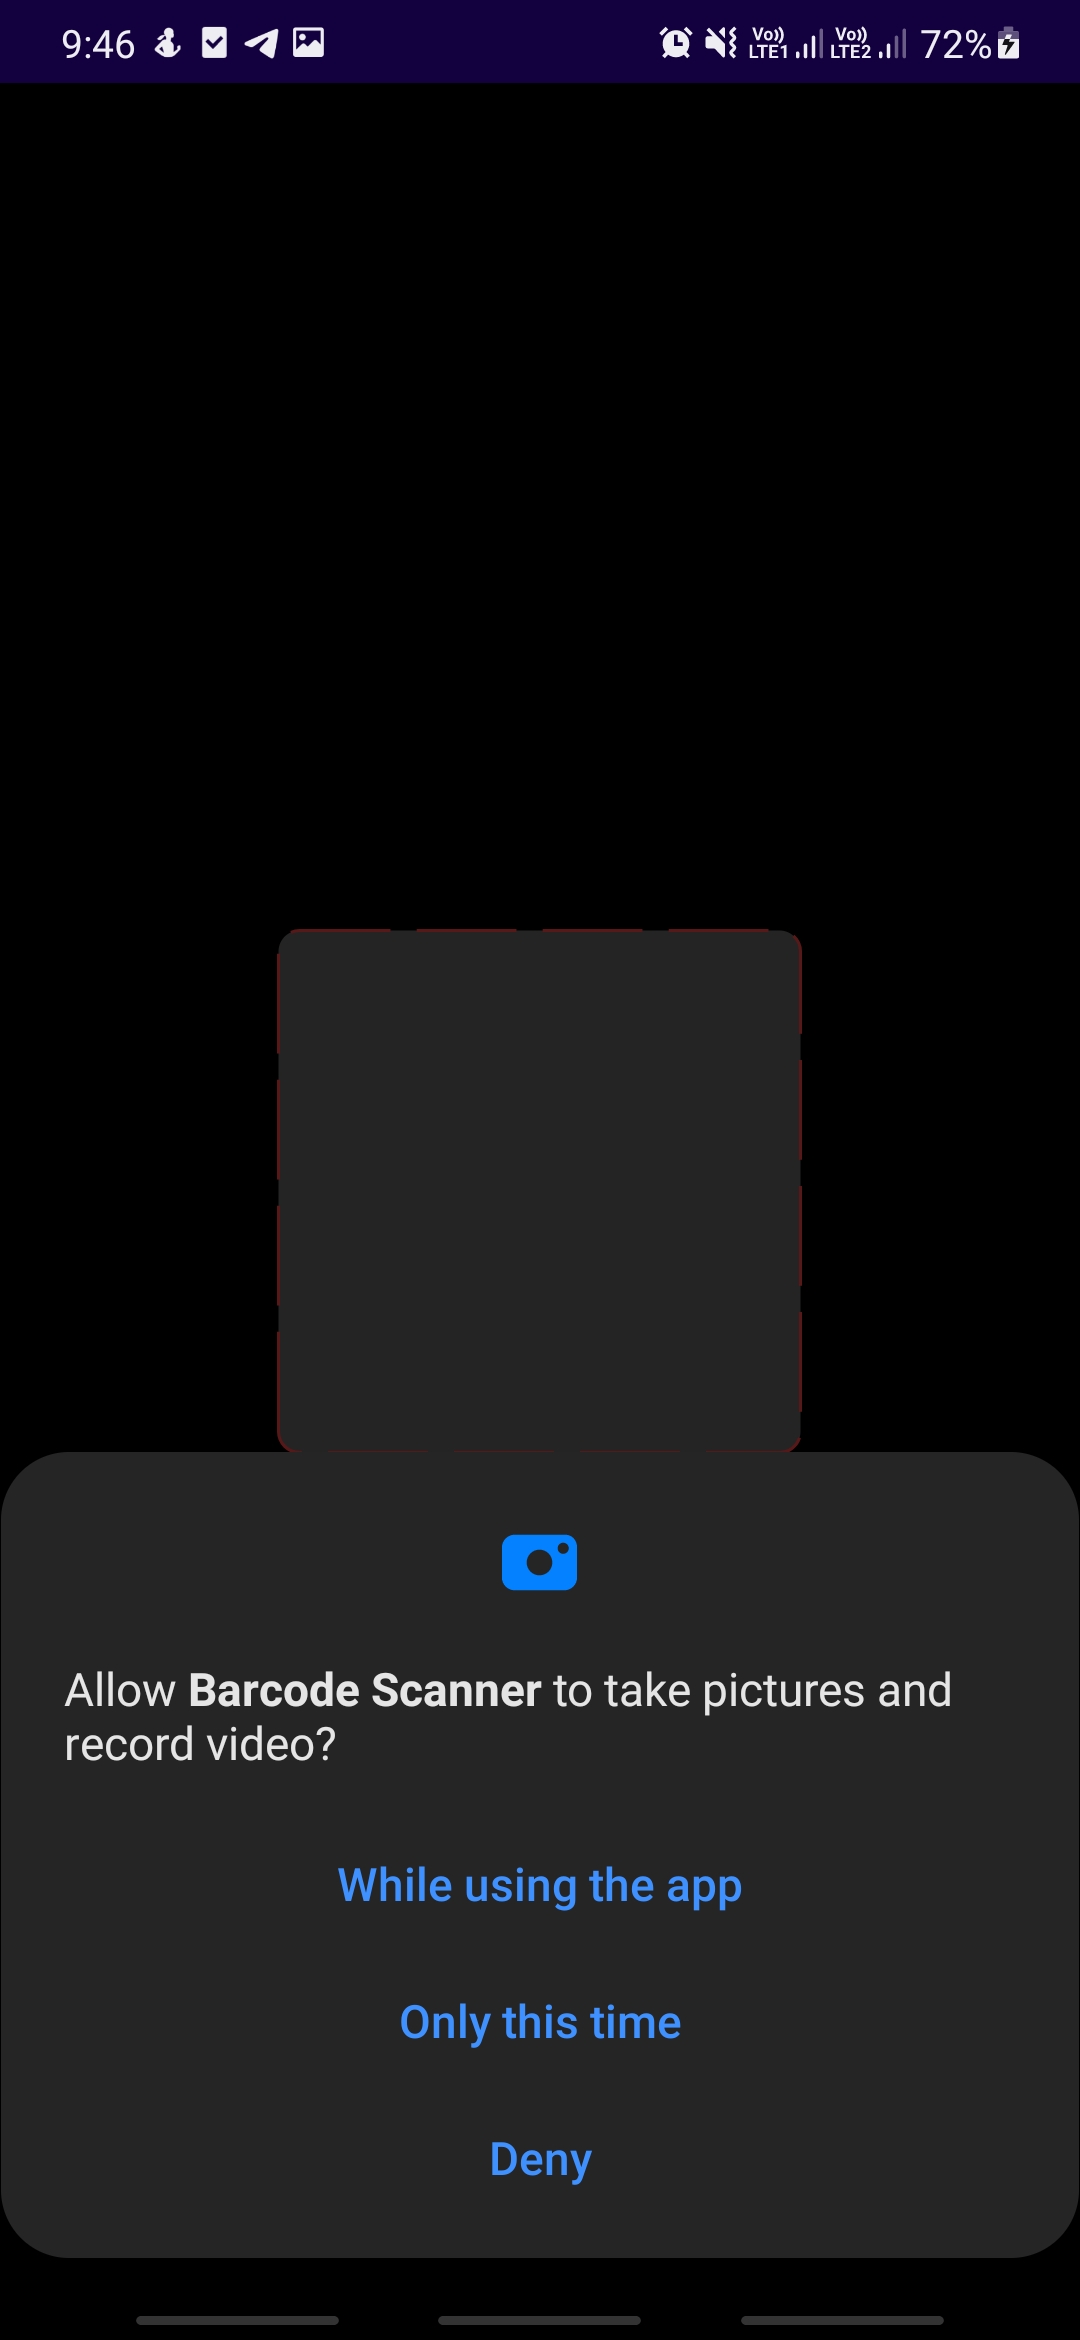 9:46 Vo)) LTE1 Vo)) LTE2 72%
Allow Barcode Scanner to take pictures and
record video?
While using the app
Only this time
Deny